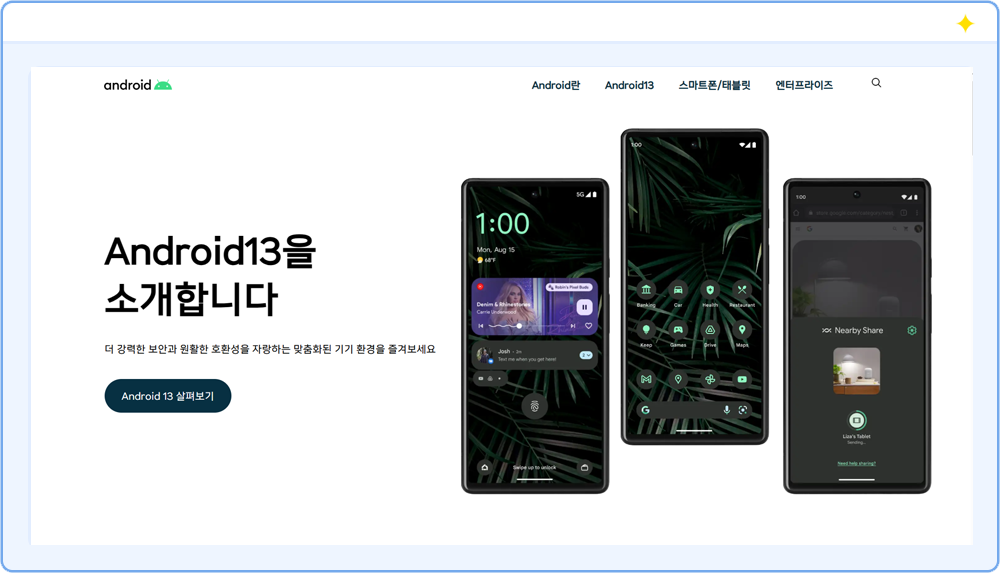 android
Android란 Android13 스마트폰/태블릿 엔터프라이즈
Android13을
소개합니다
더 강력한 보안과 원활한 호환성을 자랑하는 맞춤화된 기기 환경을 즐겨보세요
Android 13 살펴보기
5G
1:00
Mon, Aug 15
68°F
Robin's Pixel Buds
Denim & Rhinestones
Carrie Underwood
Josh • 2m
Text me when you get here!
2
Swipe up to unlock
1:00
Banking Car Health Restaurant
Keep Games Drive Maps
G
1:00
Nearby Share
Liza's Tablet
Sending...
Need help sharing?